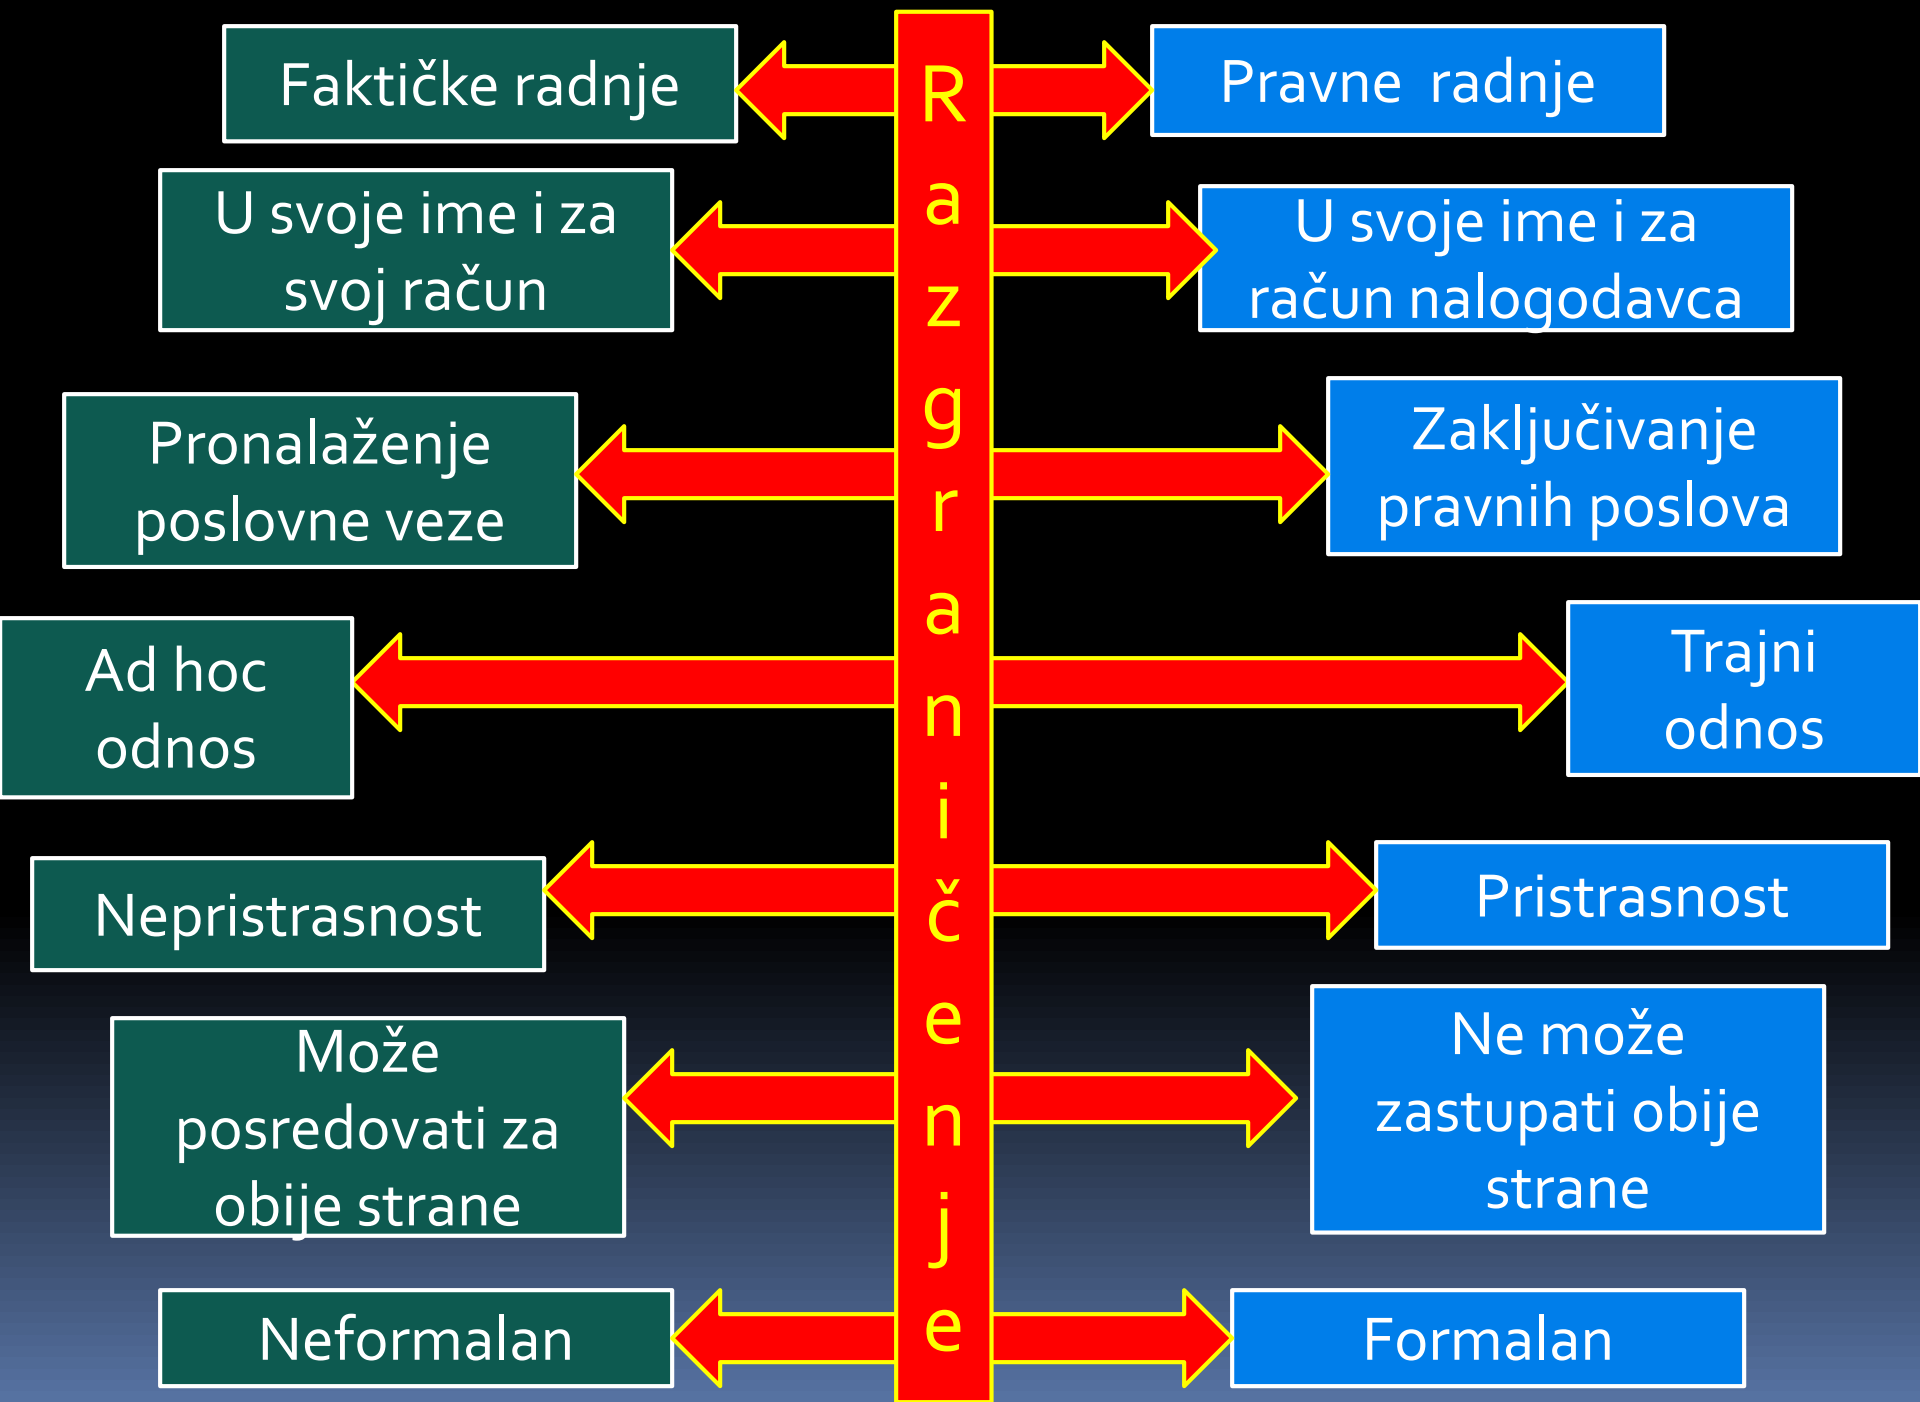 Razgraničenje
Faktičke radnje
Pravne radnje
U svoje ime i za
svoj račun
U svoje ime i za
račun nalogodavca
Pronalaženje
poslovne veze
Zaključivanje
pravnih poslova
Ad hoc
odnos
Trajni
odnos
Nepristrasnost
Pristrasnost
Može
posredovati za
obije strane
Ne može
zastupati obije
strane
Neformalan
Formalan